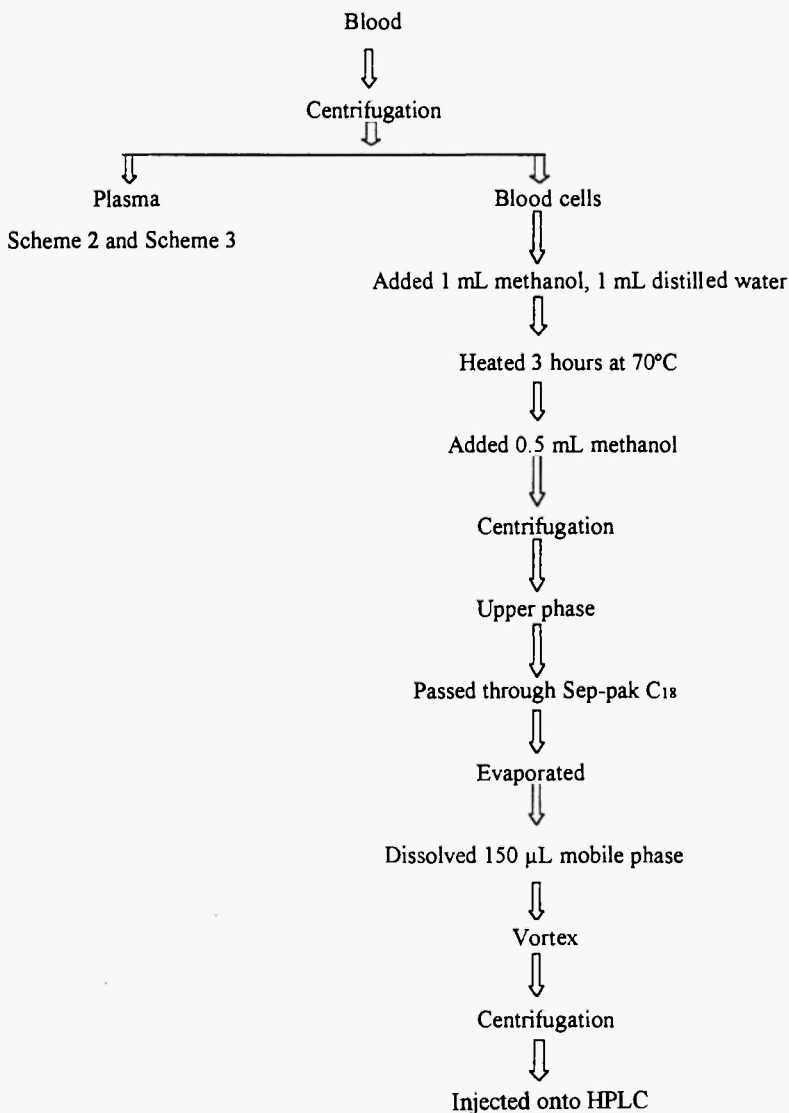 Blood
Centrifugation
Plasma
Blood cells
Scheme 2 and Scheme 3
Added 1 mL methanol, 1 mL distilled water
Heated 3 hours at 70ºC
Added 0.5 mL methanol
Centrifugation
Upper phase
Passed through Sep-pak C18
Evaporated
Dissolved 150 µL mobile phase
Vortex
Centrifugation
Injected onto HPLC